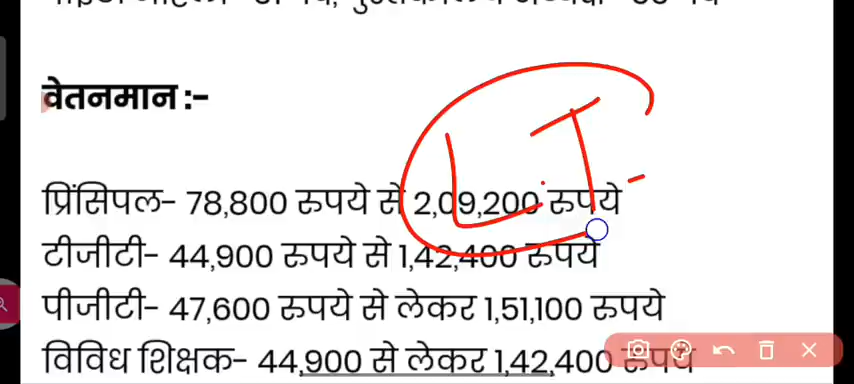 वेतनमान :-
L.T -
प्रिंसिपल- 78,800 रुपये से 2,09,200 रुपये
टीजीटी- 44,900 रुपये से 1,42,400 रुपये
पीजीटी- 47,600 रुपये से लेकर 1,51,100 रुपये
विविध शिक्षक- 44,900 से लेकर 1,42,400 रुपये